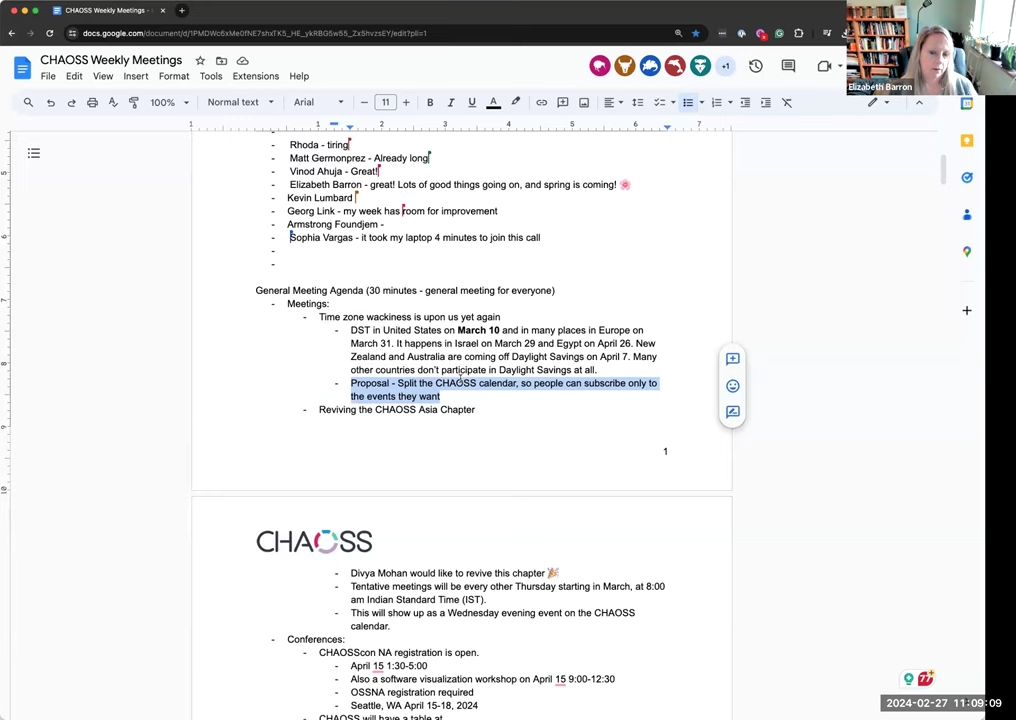 CHAOSS Weekly Meetings -
docs.google.com/document/d/1PMDWc6xMe0fNE7shxTK5_HE_ykRBG5w55_Zx5hvzsEY/edit?pli=1
CHAOSS Weekly Meetings
File Edit View Insert Format Tools Extensions Help
+1
100% Normal text Arial 11
Elizabeth Barron
1 1 2 3 4 5 6 7
- Rhoda - tiring
- Matt Germonprez - Already long
- Vinod Ahuja - Great!
- Elizabeth Barron - great! Lots of good things going on, and spring is coming! 🌸
- Kevin Lumbard
- Georg Link - my week has room for improvement
- Armstrong Foundjem -
- Sophia Vargas - it took my laptop 4 minutes to join this call
-
-
General Meeting Agenda (30 minutes - general meeting for everyone)
- Meetings:
- Time zone wackiness is upon us yet again
- DST in United States on March 10 and in many places in Europe on
March 31. It happens in Israel on March 29 and Egypt on April 26. New
Zealand and Australia are coming off Daylight Savings on April 7. Many
other countries don't participate in Daylight Savings at all.
- Proposal - Split the CHAOSS calendar, so people can subscribe only to
the events they want
- Reviving the CHAOSS Asia Chapter
1
CHAOSS
- Divya Mohan would like to revive this chapter 🎉
- Tentative meetings will be every other Thursday starting in March, at 8:00
am Indian Standard Time (IST).
- This will show up as a Wednesday evening event on the CHAOSS
calendar.
- Conferences:
- CHAOSScon NA registration is open.
- April 15 1:30-5:00
- Also a software visualization workshop on April 15 9:00-12:30
- OSSNA registration required
- Seattle, WA April 15-18, 2024
- CHAOSS will have a table at
2024-02-27 11:09:09